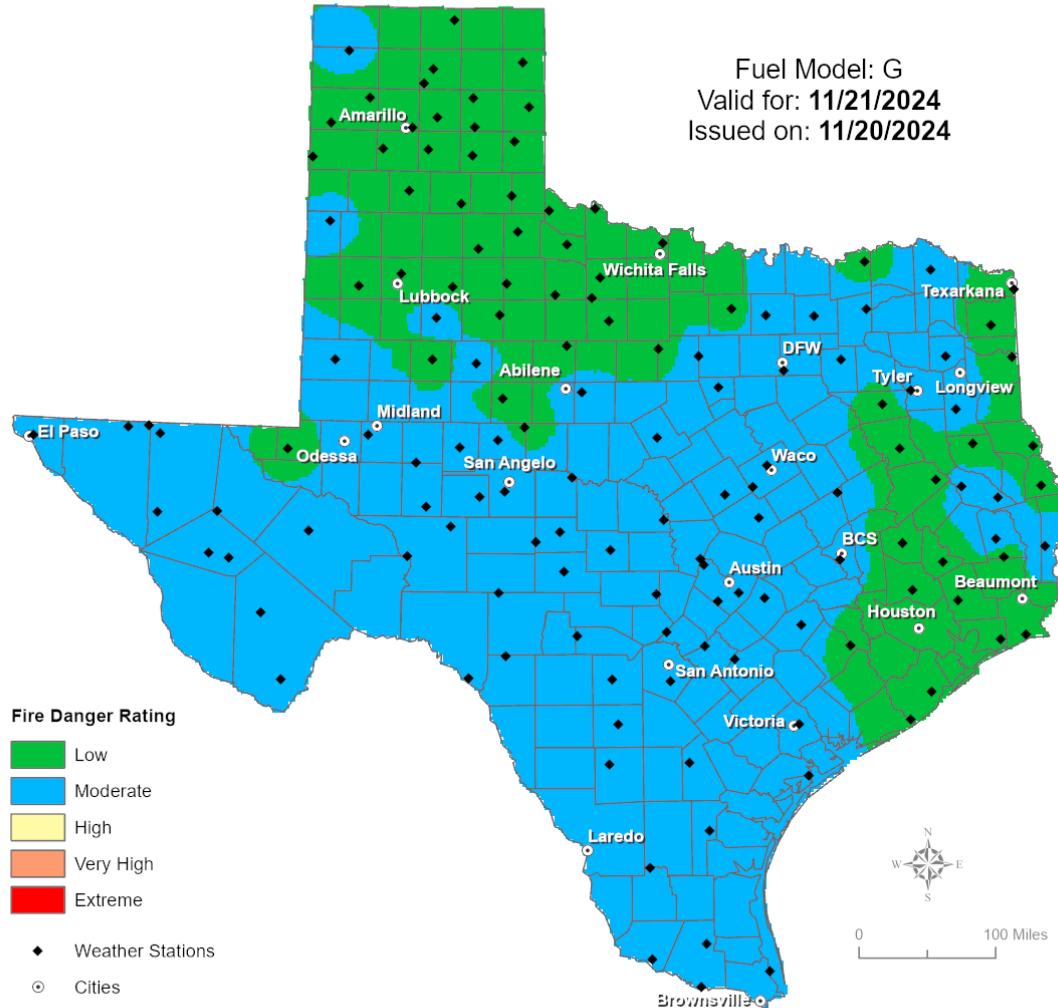 Fuel Model: G
Valid for: 11/21/2024
Issued on: 11/20/2024
Amarillo
Wichita Falls
Lubbock
Texarkana
DFW
Abilene
Tyler
Longview
Midland
El Paso
Odessa
San Angelo
Waco
BCS
Austin
Beaumont
Houston
San Antonio
Victoria
Laredo
Brownsville
Fire Danger Rating
Low
Moderate
High
Very High
Extreme
Weather Stations
Cities
N
W
E
S
0
100 Miles